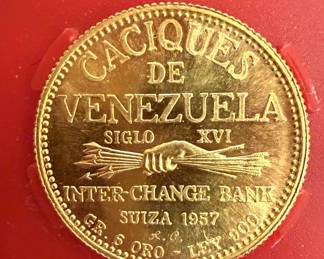 CACIQUES
DE
VENEZUELA
SIGLO XVI
INTER-CHANGE BANK
SUIZA 1957
GR. 6 ORO - LEY 900